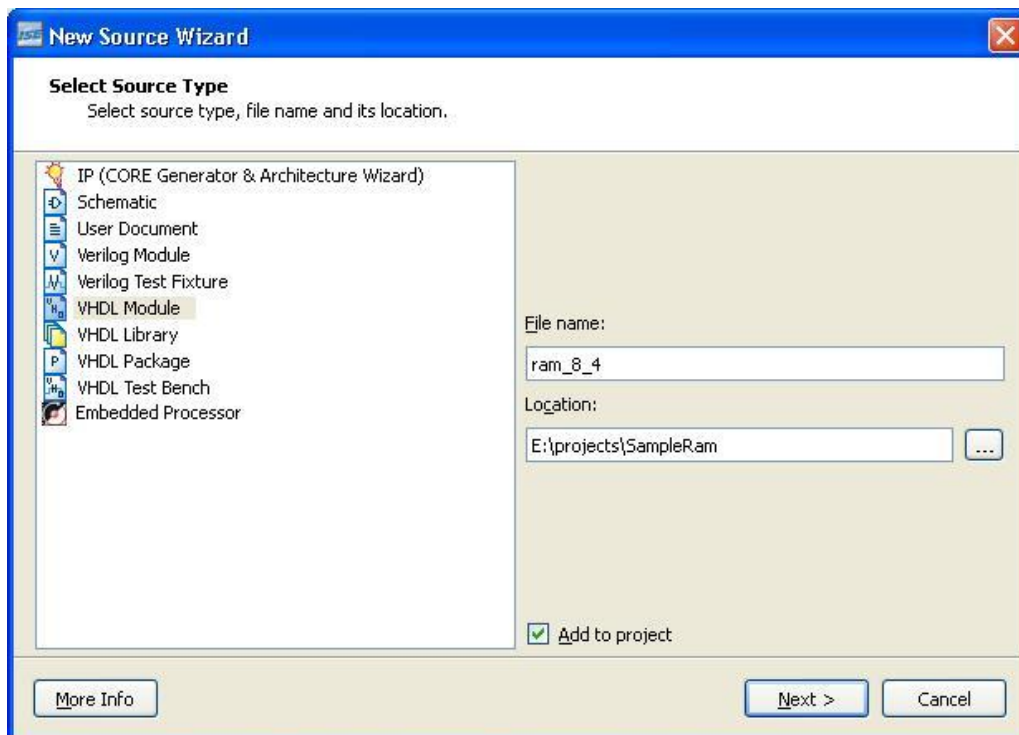 ISE New Source Wizard
Select Source Type
Select source type, file name and its location.
IP (CORE Generator & Architecture Wizard)
Schematic
User Document
Verilog Module
Verilog Test Fixture
VHDL Module
VHDL Library
VHDL Package
VHDL Test Bench
Embedded Processor
File name:
ram_8_4
Location:
E:\projects\SampleRam
...
Add to project
More Info
Next >
Cancel